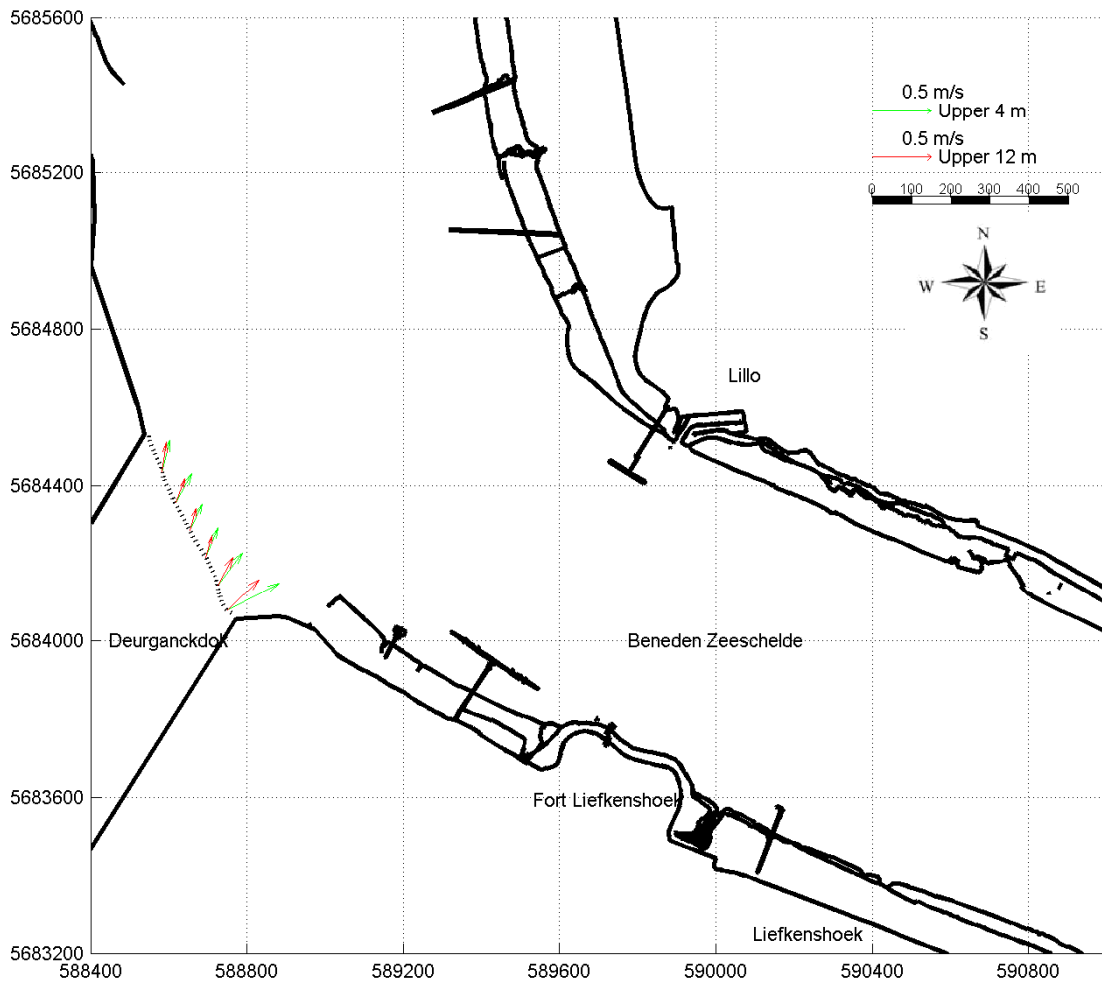 5685600
5685200
5684800
5684400
5684000
5683600
5683200
588400
588800
589200
589600
590000
590400
590800
0.5 m/s
Upper 4 m
0.5 m/s
Upper 12 m
0 100 200 300 400 500
N
W E
S
Lillo
Deurganckdok
Beneden Zeeschelde
Fort Liefkenshoek
Liefkenshoek